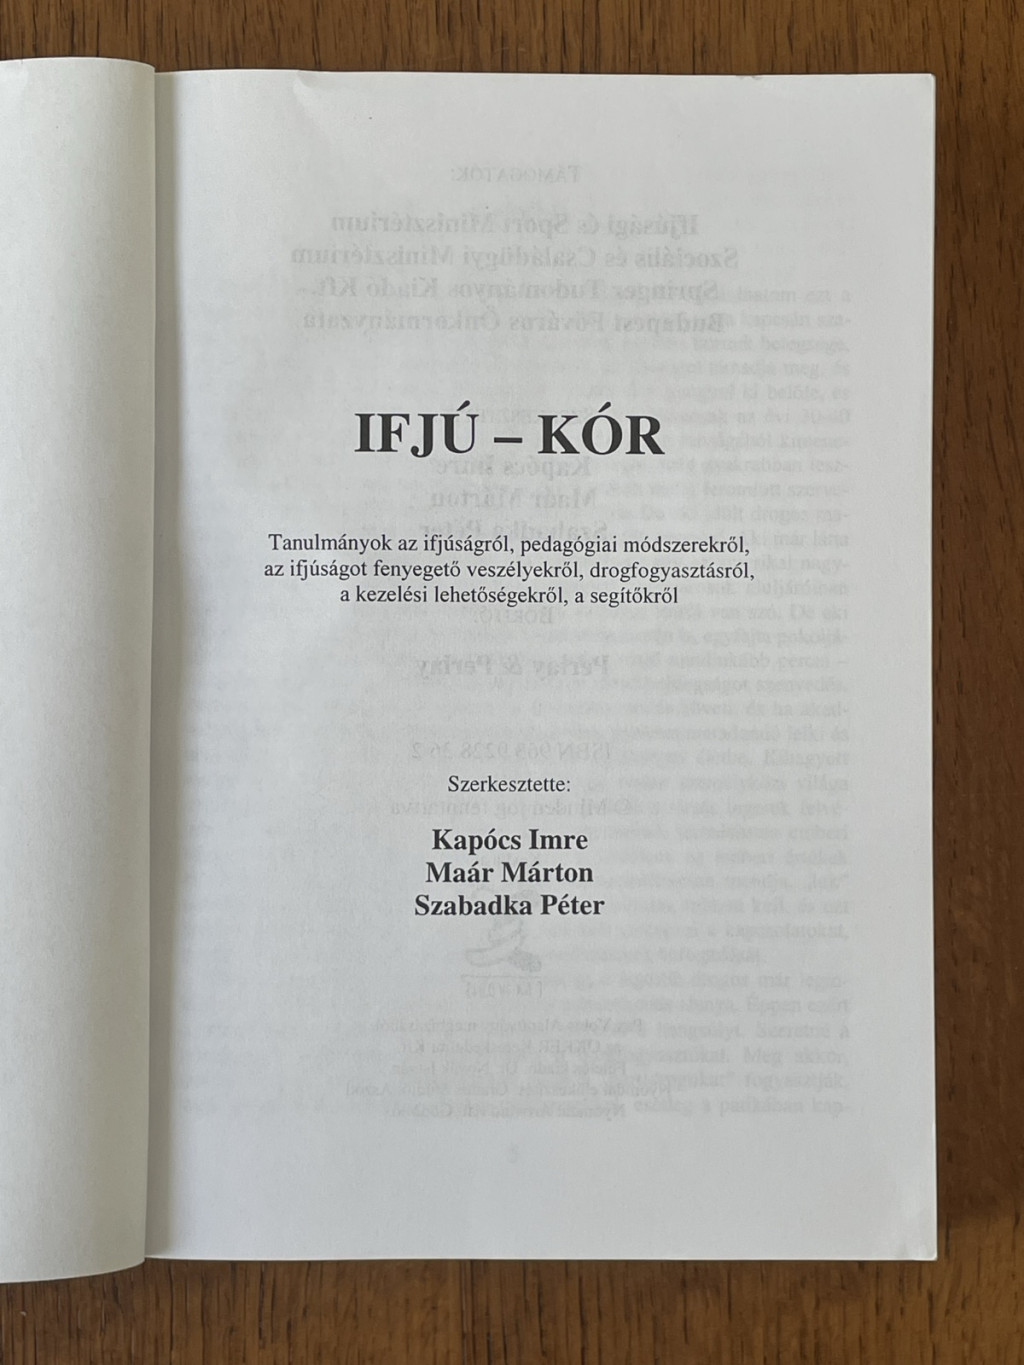 IFJÚ – KÓR
Tanulmányok az ifjúságról, pedagógiai módszerekről,
az ifjúságot fenyegető veszélyekről, drogfogyasztásról,
a kezelési lehetőségekről, a segítőkről
Szerkesztette:
Kapócs Imre
Maár Márton
Szabadka Péter